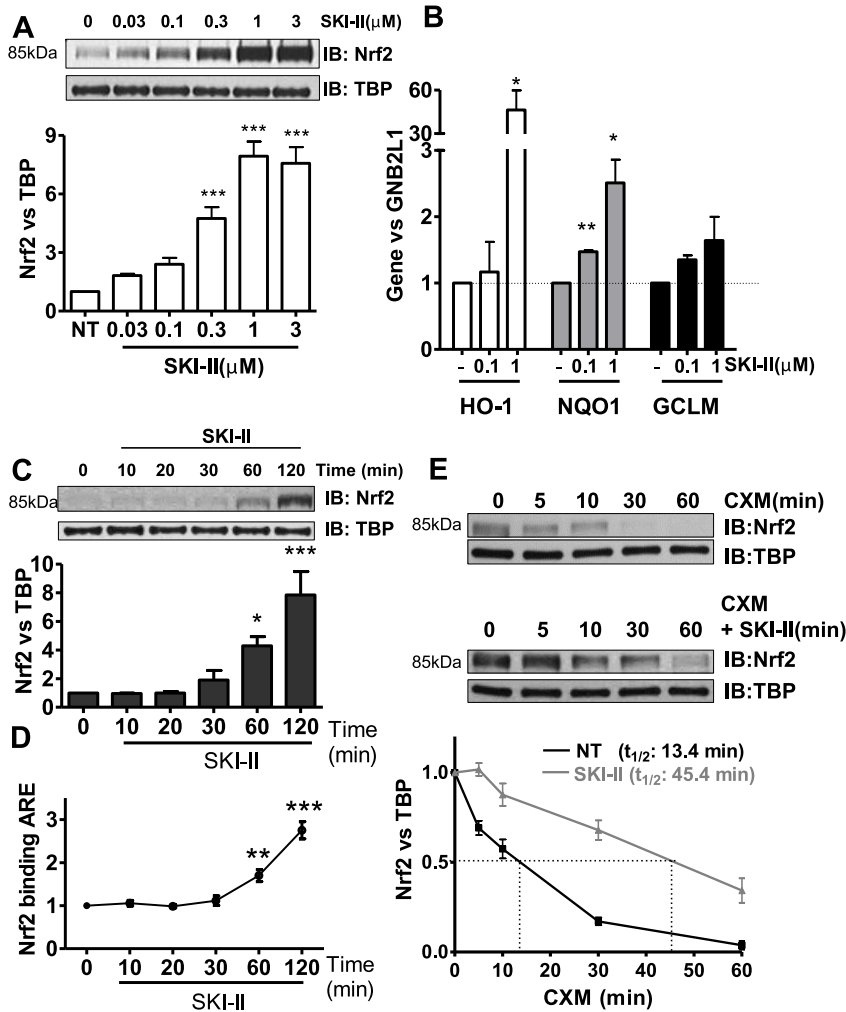 A
0 0.03 0.1 0.3 1 3 SKI-II(μM)
85kDa IB: Nrf2
IB: TBP
Nrf2 vs TBP
9
6
3
0
*** *** ***
NT 0.03 0.1 0.3 1 3
SKI-II(μM)
B
Gene vs GNB2L1
60
30
3
2
1
0
* ** *
- 0.1 1 - 0.1 1 - 0.1 1 SKI-II(μM)
HO-1 NQO1 GCLM
SKI-II
C
0 10 20 30 60 120 Time (min)
85kDa IB: Nrf2
IB: TBP
Nrf2 vs TBP
10
8
6
4
2
0
* ***
0 10 20 30 60 120 Time
(min)
SKI-II
D
Nrf2 binding ARE
3
2
1
0
** ***
0 10 20 30 60 120 Time
(min)
SKI-II
E
0 5 10 30 60 CXM(min)
85kDa IB:Nrf2
IB:TBP
CXM
0 5 10 30 60 + SKI-II(min)
85kDa IB:Nrf2
IB:TBP
NT (t1/2: 13.4 min)
SKI-II (t1/2: 45.4 min)
Nrf2 vs TBP
1.0
0.5
0.0
0 10 20 30 40 50 60
CXM (min)